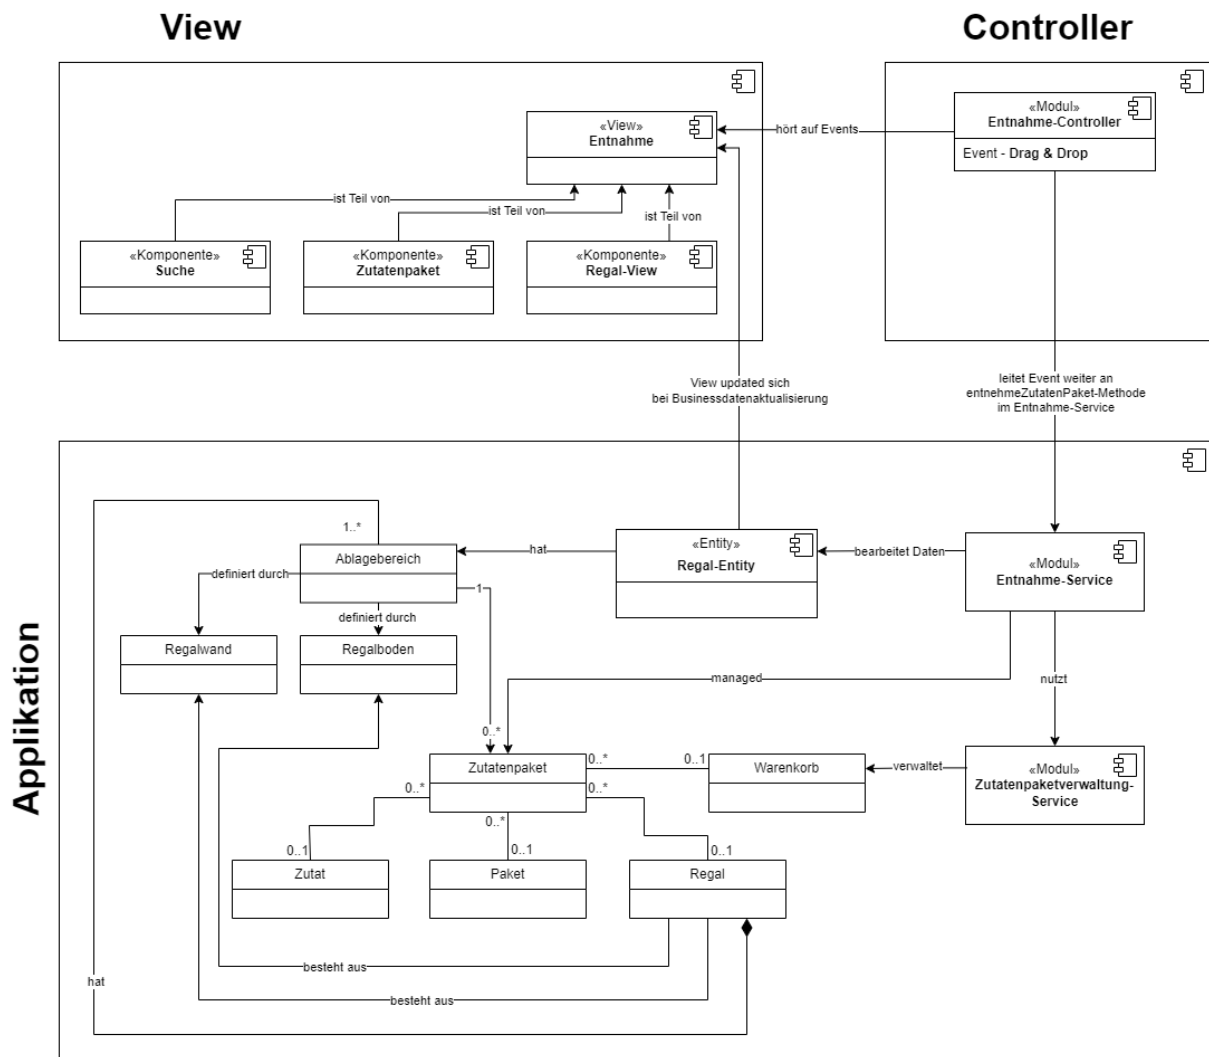 View
Controller
«View»
Entnahme
hört auf Events
«Modul»
Entnahme-Controller
Event - Drag & Drop
ist Teil von
ist Teil von
ist Teil von
«Komponente»
Suche
«Komponente»
Zutatenpaket
«Komponente»
Regal-View
View updated sich
bei Businessdatenaktualisierung
leitet Event weiter an
entnehmeZutatenPaket-Methode
im Entnahme-Service
Applikation
1..*
Ablagebereich
hat
«Entity»
Regal-Entity
bearbeitet Daten
«Modul»
Entnahme-Service
definiert durch
1
definiert durch
Regalwand
Regalboden
managed
nutzt
0..*
Zutatenpaket
0..*
0..1
Warenkorb
verwaltet
«Modul»
Zutatenpaketverwaltung-
Service
0..*
0..*
0..*
0..1
0..1
0..1
Zutat
Paket
Regal
besteht aus
hat
besteht aus